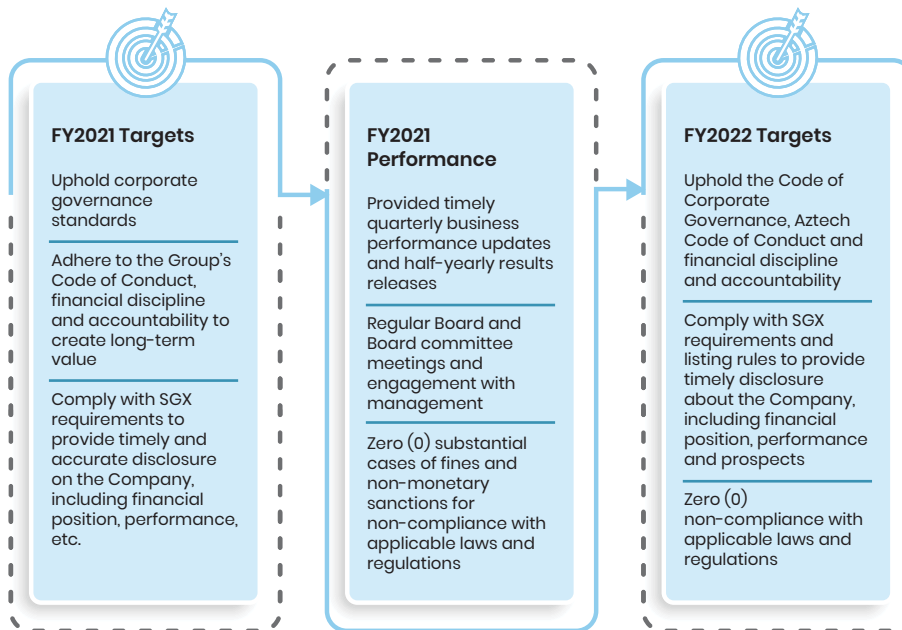 FY2021 Targets
Uphold corporate
governance
standards
Adhere to the Group's
Code of Conduct,
financial discipline
and accountability to
create long-term
value
Comply with SGX
requirements to
provide timely and
accurate disclosure
on the Company,
including financial
position, performance,
etc.
FY2021
Performance
Provided timely
quarterly business
performance updates
and half-yearly results
releases
Regular Board and
Board committee
meetings and
engagement with
management
Zero (0) substantial
cases of fines and
non-monetary
sanctions for
non-compliance with
applicable laws and
regulations
FY2022 Targets
Uphold the Code of
Corporate
Governance, Aztech
Code of Conduct and
financial discipline
and accountability
Comply with SGX
requirements and
listing rules to provide
timely disclosure
about the Company,
including financial
position, performance
and prospects
Zero (0)
non-compliance with
applicable laws and
regulations